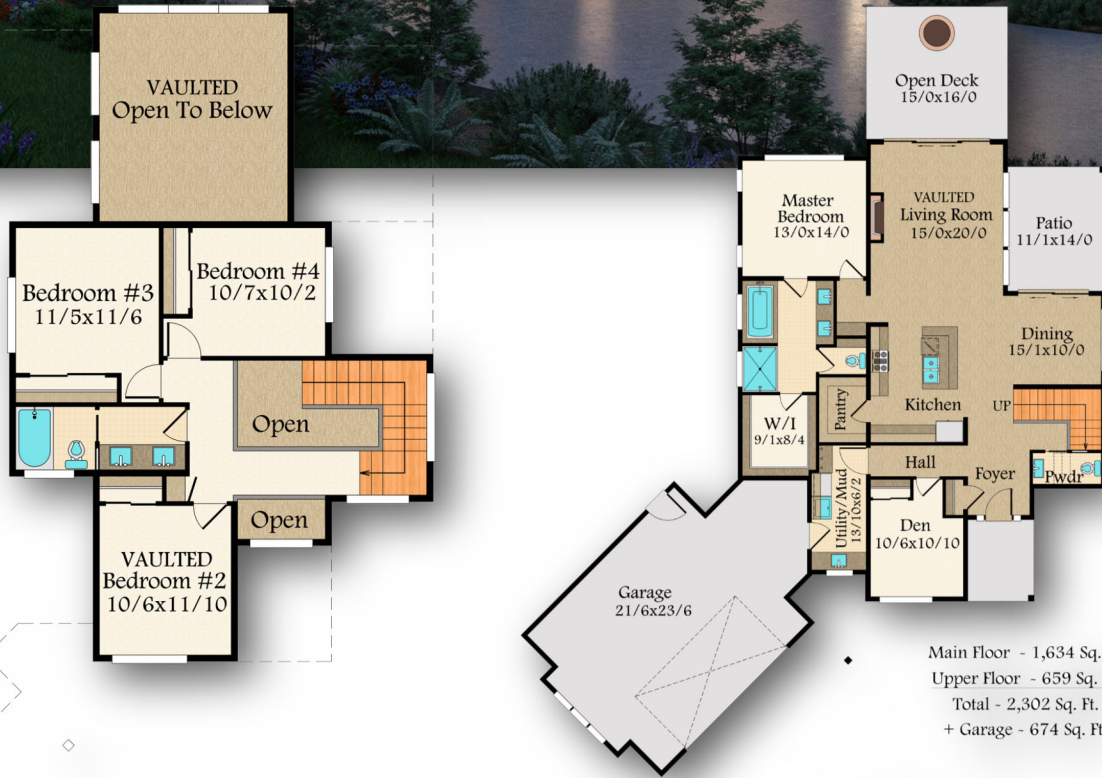 VAULTED
Open To Below
Bedroom #3
11/5x11/6
Bedroom #4
10/7x10/2
Open
Open
VAULTED
Bedroom #2
10/6x11/10
Open Deck
15/0x16/0
Master
Bedroom
13/0x14/0
VAULTED
Living Room
15/0x20/0
Patio
11/1x14/0
Dining
15/1x10/0
Kitchen
UP
Pantry
W/I
9/1x8/4
Hall
Foyer
Pwdr
Utility/Mud
13/10x6/2
Den
10/6x10/10
Garage
21/6x23/6
Main Floor - 1,634 Sq.
Upper Floor - 659 Sq.
Total - 2,302 Sq. Ft.
+ Garage - 674 Sq. Ft